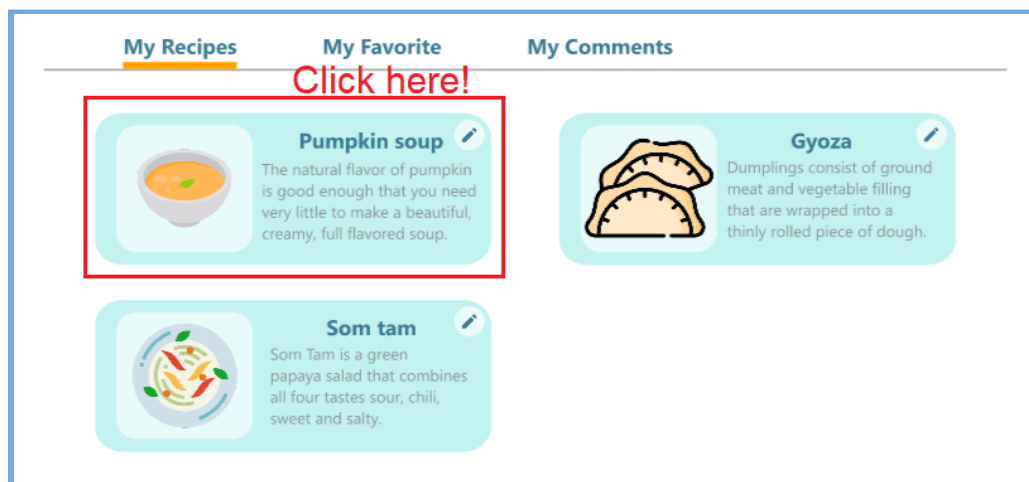 My Recipes My Favorite My Comments
Click here!
Pumpkin soup
The natural flavor of pumpkin
is good enough that you need
very little to make a beautiful,
creamy, full flavored soup.
Gyoza
Dumplings consist of ground
meat and vegetable filling
that are wrapped into a
thinly rolled piece of dough.
Som tam
Som Tam is a green
papaya salad that combines
all four tastes sour, chili,
sweet and salty.